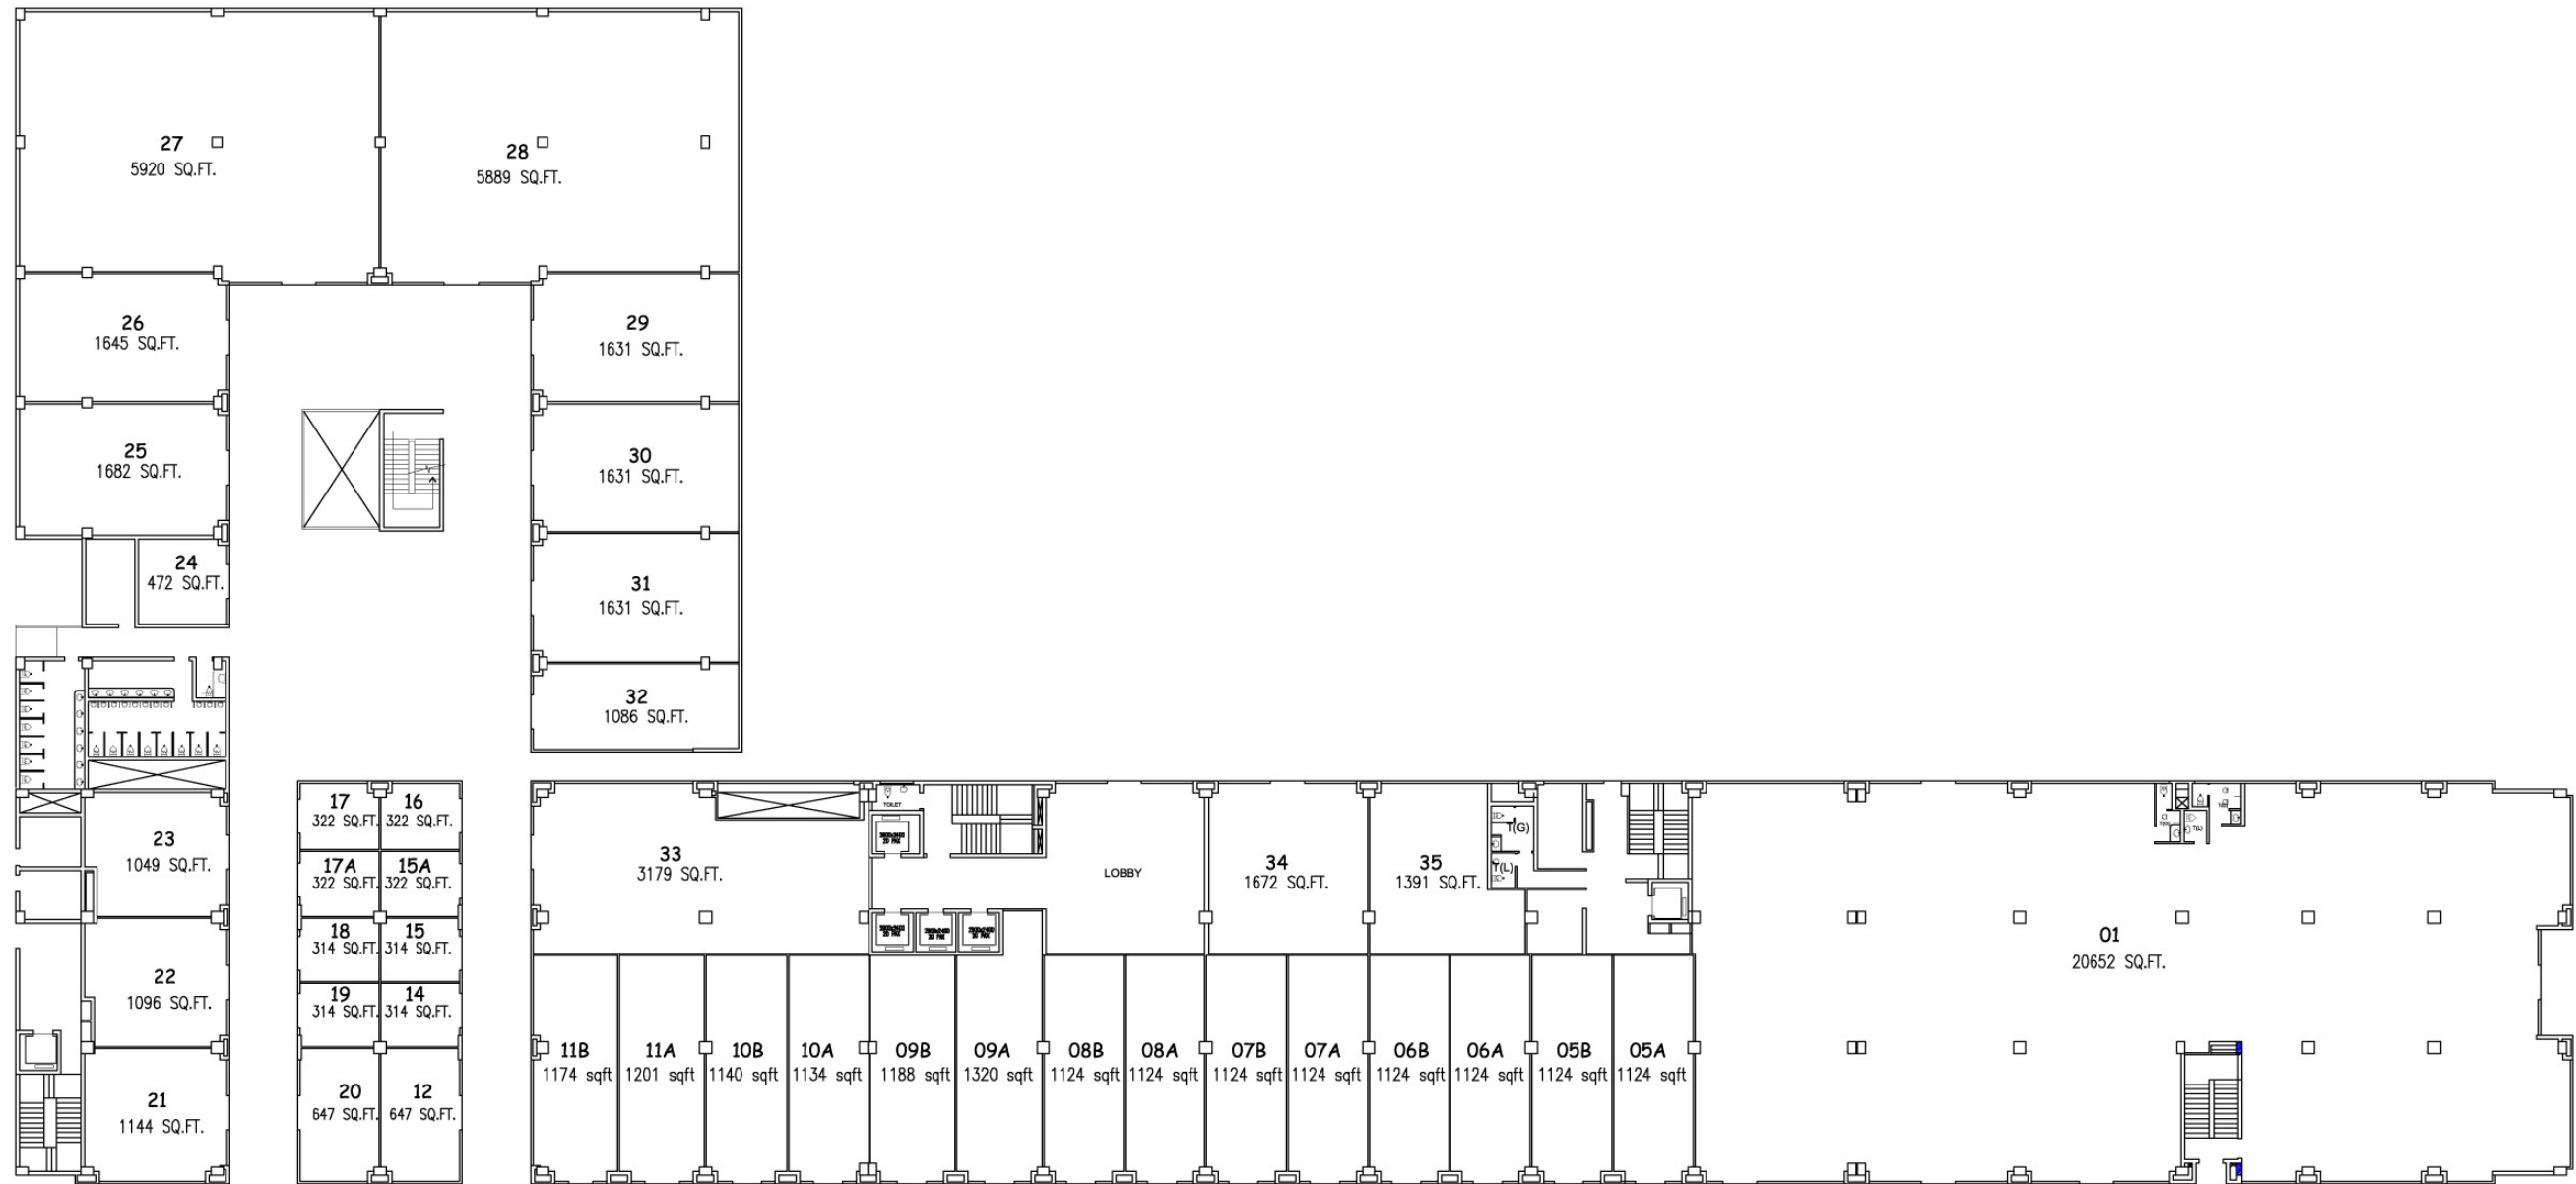 27
5920 SQ.FT.
28
5889 SQ.FT.
26
1645 SQ.FT.
29
1631 SQ.FT.
25
1682 SQ.FT.
30
1631 SQ.FT.
24
472 SQ.FT.
31
1631 SQ.FT.
32
1086 SQ.FT.
23
1049 SQ.FT.
17
322 SQ.FT.
16
322 SQ.FT.
17A
322 SQ.FT.
15A
322 SQ.FT.
18
314 SQ.FT.
15
314 SQ.FT.
19
314 SQ.FT.
14
314 SQ.FT.
22
1096 SQ.FT.
21
1144 SQ.FT.
20
647 SQ.FT.
12
647 SQ.FT.
33
3179 SQ.FT.
TOILET
LOBBY
34
1672 SQ.FT.
35
1391 SQ.FT.
T(G)
T(L)
01
20652 SQ.FT.
11B
1174 sqft
11A
1201 sqft
10B
1140 sqft
10A
1134 sqft
09B
1188 sqft
09A
1320 sqft
08B
1124 sqft
08A
1124 sqft
07B
1124 sqft
07A
1124 sqft
06B
1124 sqft
06A
1124 sqft
05B
1124 sqft
05A
1124 sqft